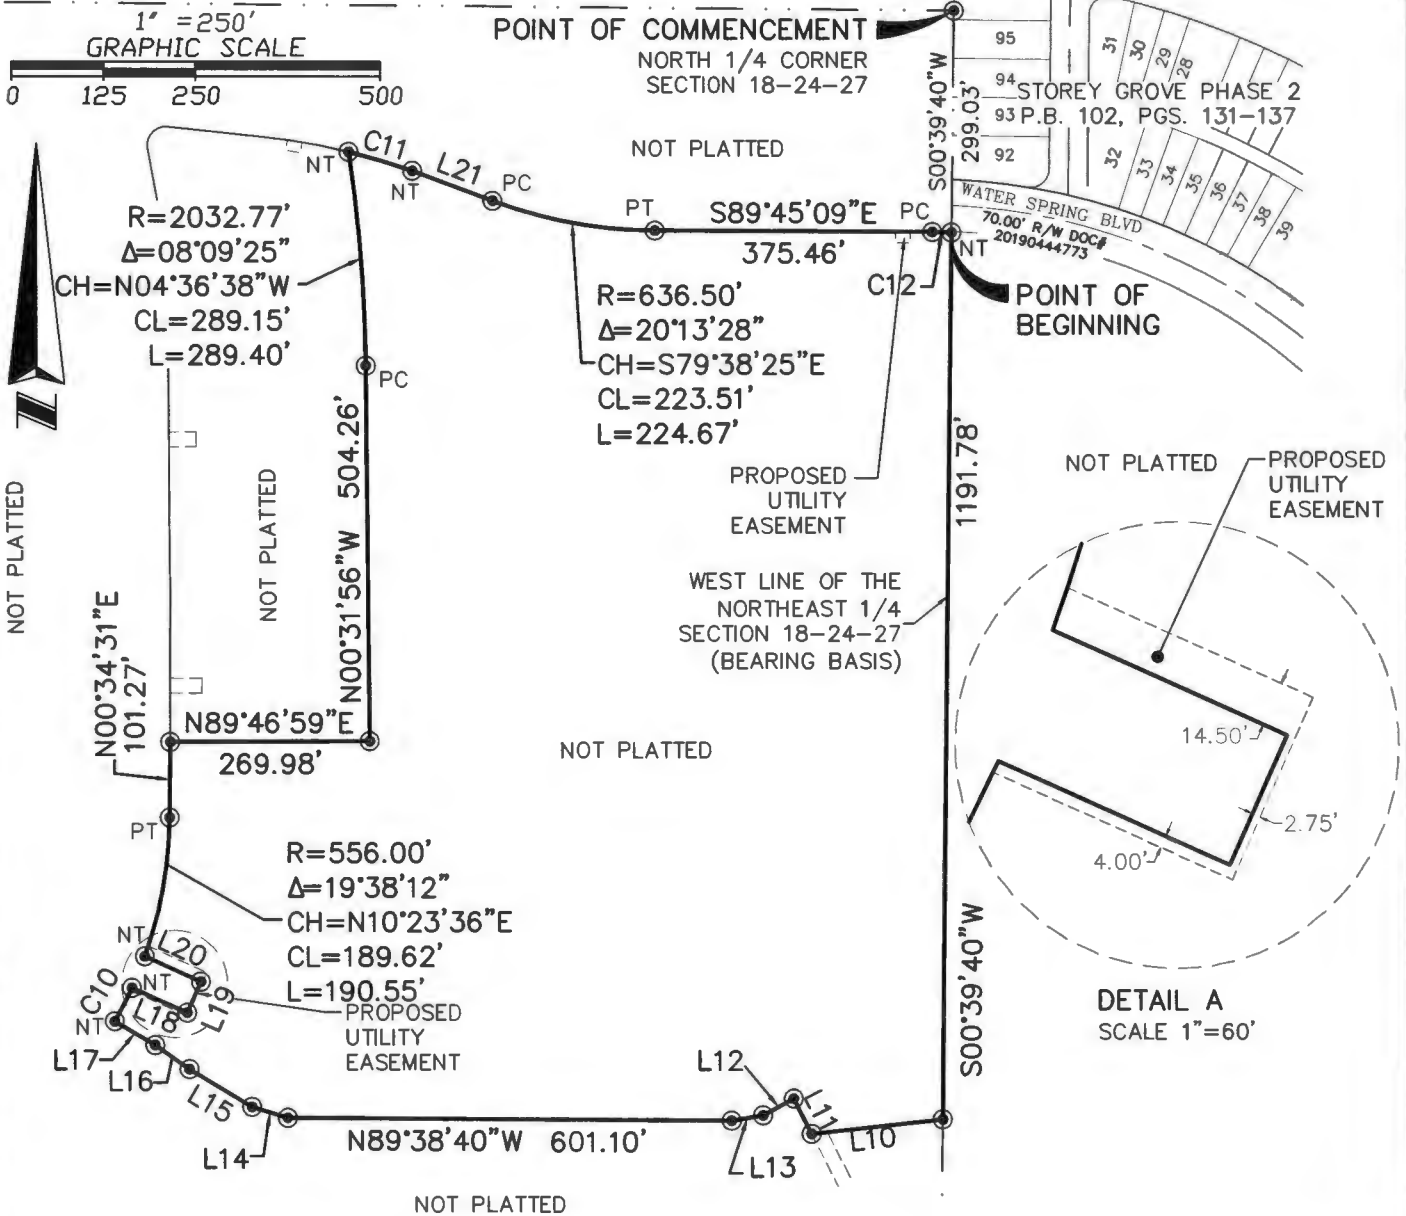 1" =250'
GRAPHIC SCALE
0 125 250 500
POINT OF COMMENCEMENT
NORTH 1/4 CORNER
SECTION 18-24-27
S00°39'40"W
299.03'
95
94
93
92
31
30
29
28
STOREY GROVE PHASE 2
P.B. 102, PGS. 131-137
32
33
34
35
36
37
38
39
WATER SPRING BLVD
70.00' R/W DOC#
20190444773
NOT PLATTED
NT
C11
NT
L21
PC
PT
S89°45'09"E
375.46'
PC
NT
C12
POINT OF
BEGINNING
R=2032.77'
Δ=08°09'25"
CH=N04°36'38"W
CL=289.15'
L=289.40'
R=636.50'
Δ=20°13'28"
CH=S79°38'25"E
CL=223.51'
L=224.67'
PC
N
NOT PLATTED
NOT PLATTED
N00°31'56"W 504.26'
PROPOSED
UTILITY
EASEMENT
1191.78'
NOT PLATTED
PROPOSED
UTILITY
EASEMENT
WEST LINE OF THE
NORTHEAST 1/4
SECTION 18-24-27
(BEARING BASIS)
N00°34'31"E
101.27'
N89°46'59"E
269.98'
NOT PLATTED
14.50'
2.75'
4.00'
PT
R=556.00'
Δ=19°38'12"
CH=N10°23'36"E
CL=189.62'
L=190.55'
NT
L20
NT
C10
L18
L19
NT
PROPOSED
UTILITY
EASEMENT
S00°39'40"W
DETAIL A
SCALE 1"=60'
L17
L16
L15
L14
N89°38'40"W 601.10'
L12
L13
L11
L10
NOT PLATTED